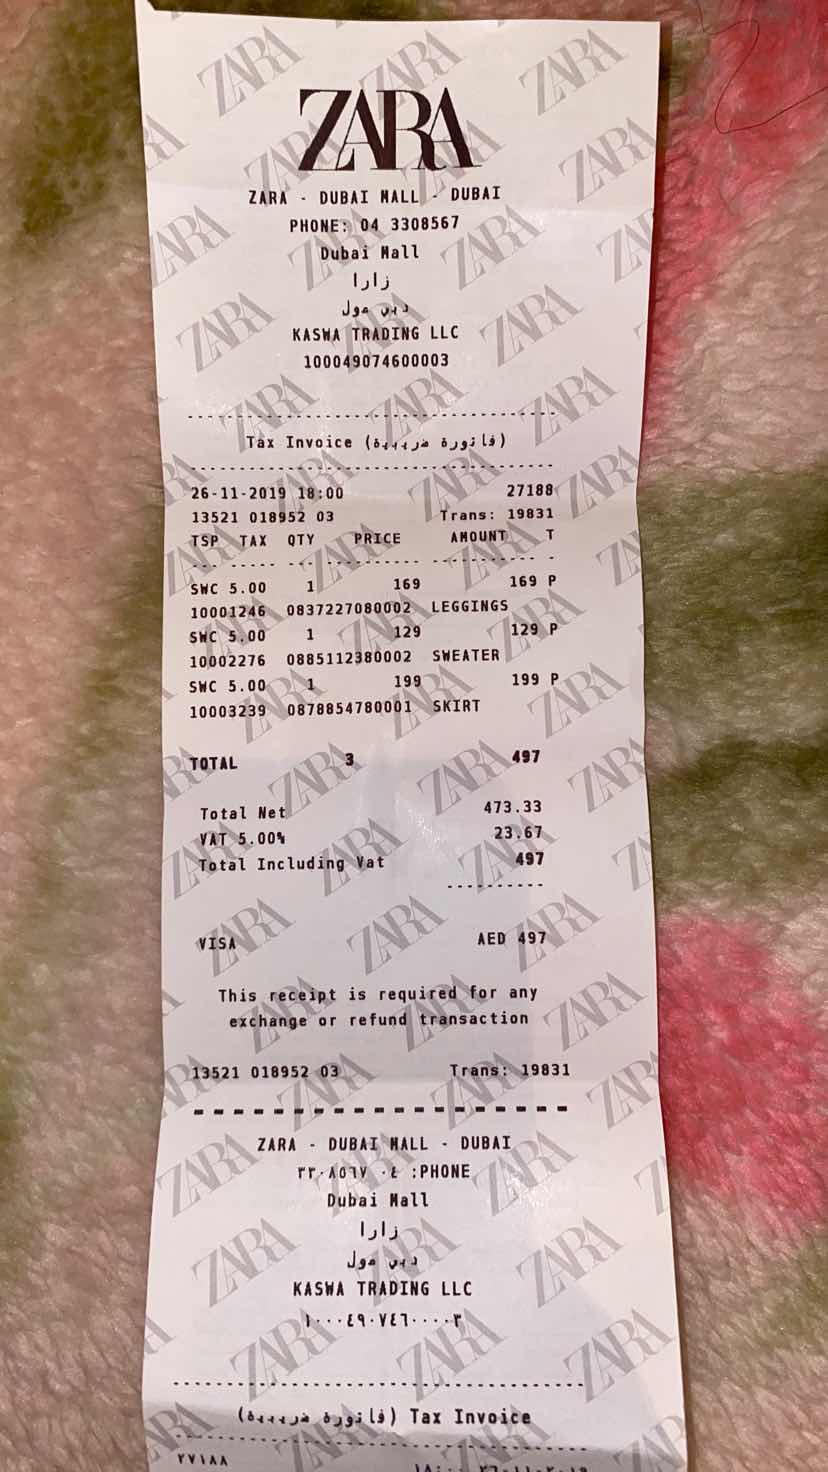 ZARA
ZARA - DUBAI MALL - DUBAI
PHONE: 04 3308567
Dubai Mall
زارا
دبي مول
KASWA TRADING LLC
100049074600003
Tax Invoice (فاتورة ضريبية)
26-11-2019 18:00 27188
13521 018952 03 Trans: 19831
TSP TAX QTY PRICE AMOUNT T
SWC 5.00 1 169 169 P
10001246 0837227080002 LEGGINGS
SWC 5.00 1 129 129 P
10002276 0885112380002 SWEATER
SWC 5.00 1 199 199 P
10003239 0878854780001 SKIRT
TOTAL 3 497
Total Net 473.33
VAT 5.00% 23.67
Total Including Vat 497
VISA AED 497
This receipt is required for any
exchange or refund transaction
13521 018952 03 Trans: 19831
ZARA - DUBAI MALL - DUBAI
٣٣٠٨٥٦٧ ٠٤ :PHONE
Dubai Mall
زارا
دبي مول
KASWA TRADING LLC
١٠٠٠٤٩٠٧٤٦٠٠٠٠٣
(فاتورة ضريبية) Tax Invoice
٢٧١٨٨ ١٨:٠٠ ٢٦-١١-٢٠١٩